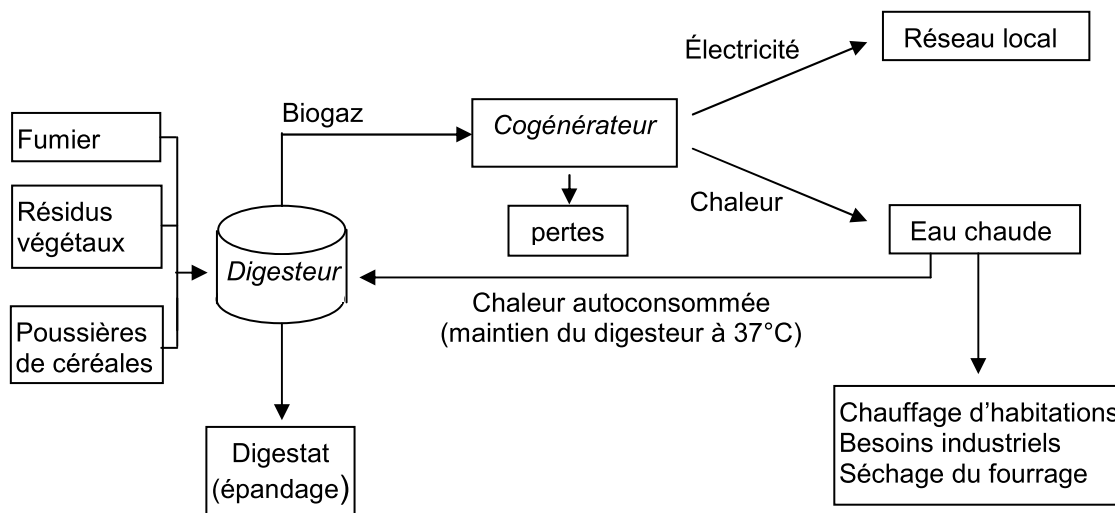 Électricité
Réseau local
Biogaz
Cogénérateur
Fumier
Résidus
végétaux
Chaleur
pertes
Eau chaude
Digesteur
Chaleur autoconsommée
(maintien du digesteur à 37°C)
Poussières
de céréales
Chauffage d’habitations
Besoins industriels
Séchage du fourrage
Digestat
(épandage)